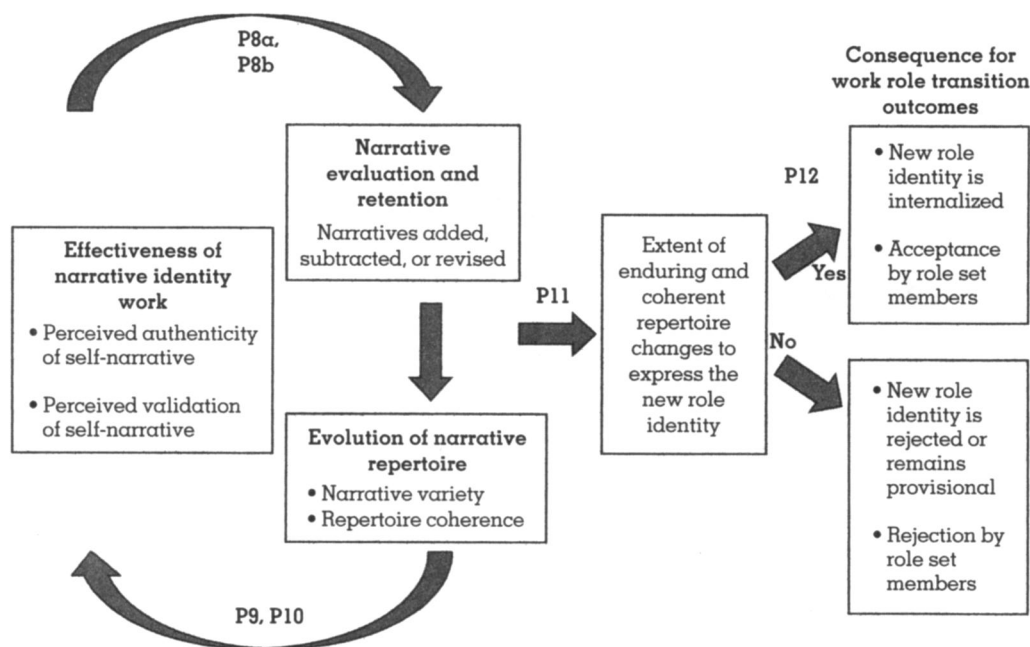 P8a,
P8b
Effectiveness of
narrative identity
work
• Perceived authenticity
of self-narrative
• Perceived validation
of self-narrative
Narrative
evaluation and
retention
Narratives added,
subtracted, or revised
Evolution of narrative
repertoire
• Narrative variety
• Repertoire coherence
P9, P10
P11
Extent of
enduring and
coherent
repertoire
changes to
express the
new role
identity
P12
Yes
No
Consequence for
work role transition
outcomes
• New role
identity is
internalized
• Acceptance
by role set
members
• New role
identity is
rejected or
remains
provisional
• Rejection by
role set
members